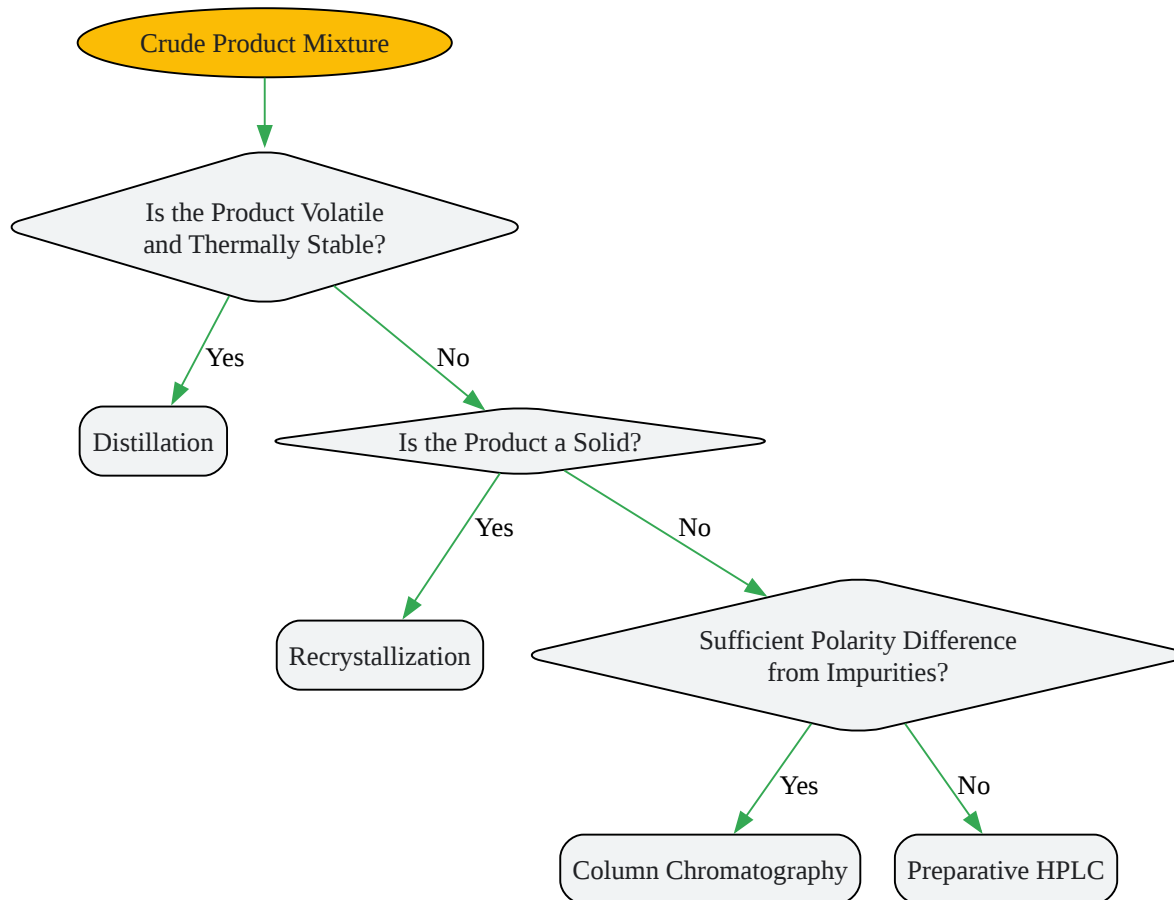 Crude Product Mixture
Is the Product Volatile
and Thermally Stable?
Yes
No
Distillation
Is the Product a Solid?
Yes
No
Recrystallization
Sufficient Polarity Difference
from Impurities?
Yes
No
Column Chromatography
Preparative HPLC